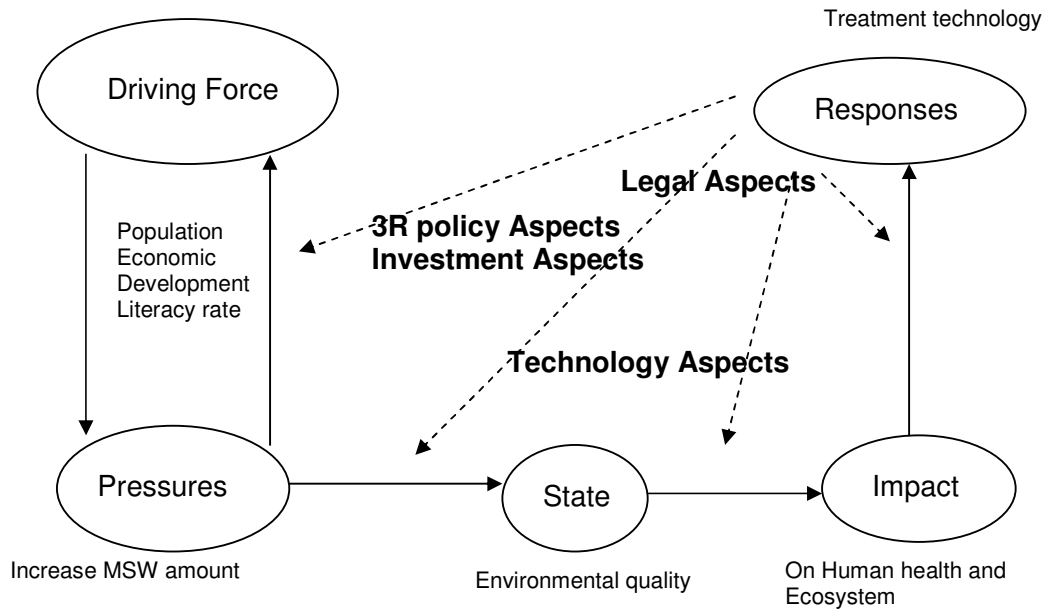 Treatment technology
Driving Force
Responses
Legal Aspects
Population
Economic
Development
Literacy rate
3R policy Aspects
Investment Aspects
Technology Aspects
Pressures
State
Impact
Increase MSW amount
Environmental quality
On Human health and
Ecosystem